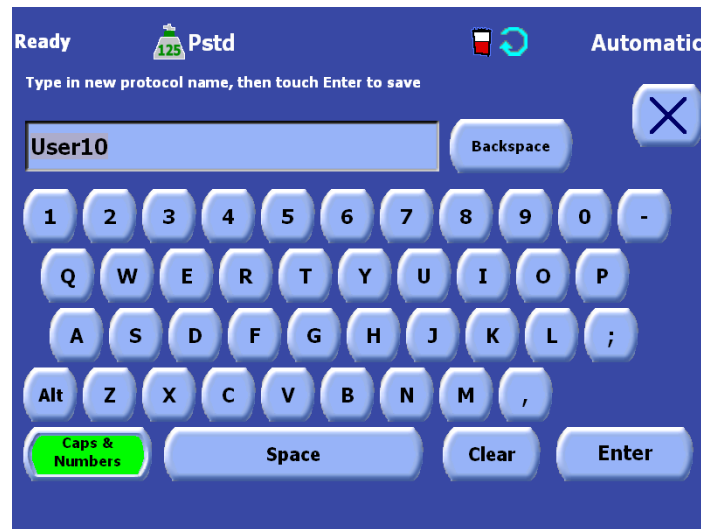 Ready 125 Pstd Automatic
Type in new protocol name, then touch Enter to save
User10 Backspace
1 2 3 4 5 6 7 8 9 0 -
Q W E R T Y U I O P
A S D F G H J K L ;
Alt Z X C V B N M ,
Caps &
Numbers Space Clear Enter